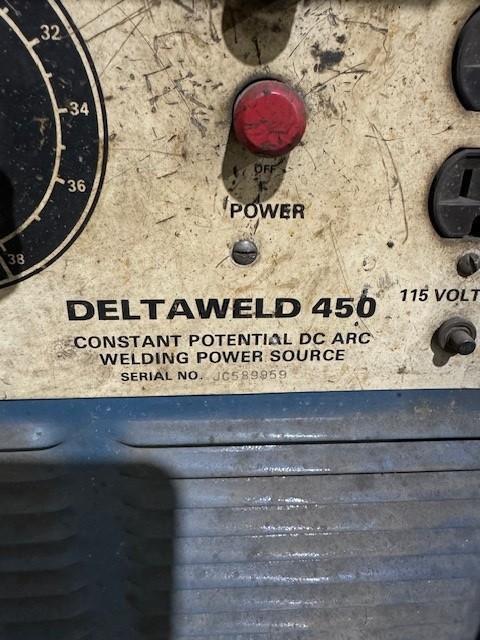 32
34
36
38
OFF
POWER
115 VOLT
DELTAWELD 450
CONSTANT POTENTIAL DC ARC
WELDING POWER SOURCE
SERIAL NO. JC589959